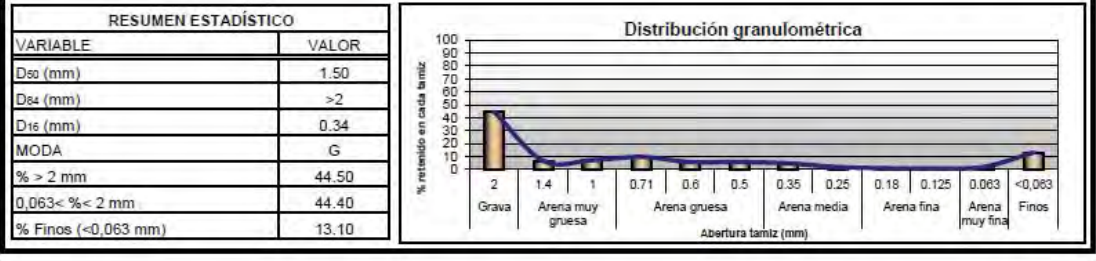 RESUMEN ESTADÍSTICO
VARIABLE VALOR
D50 (mm) 1.50
D84 (mm) >2
D16 (mm) 0.34
MODA G
% > 2 mm 44.50
0,063< %< 2 mm 44.40
% Finos (<0,063 mm) 13.10
Distribución granulométrica
% retenido en cada tamiz
100
90
80
70
60
50
40
30
20
10
0
2 1.4 1 0.71 0.6 0.5 0.35 0.25 0.18 0.125 0.063 <0,063
Grava Arena muy gruesa Arena gruesa Arena media Arena fina Arena muy fina Finos
Abertura tamiz (mm)